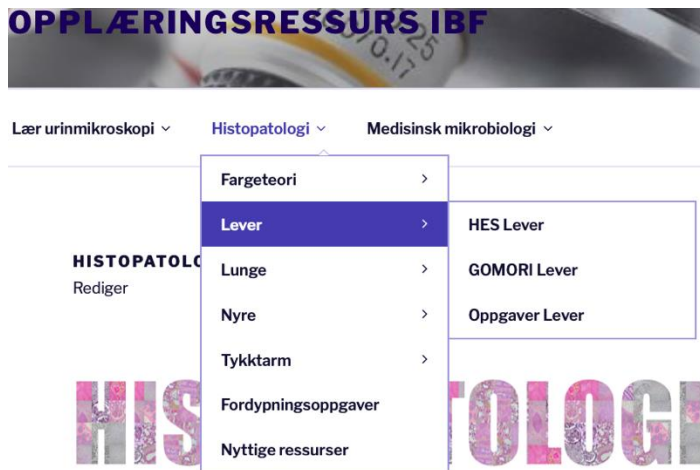 OPPLÆRINGSRESSURS IBF
Lær urinmikroskopi
Histopatologi
Medisinsk mikrobiologi
Fargeteori
Lever
HES Lever
HISTOPATOLO
Lunge
GOMORI Lever
Rediger
Nyre
Oppgaver Lever
Tykktarm
Fordypningsoppgaver
Nyttige ressurser